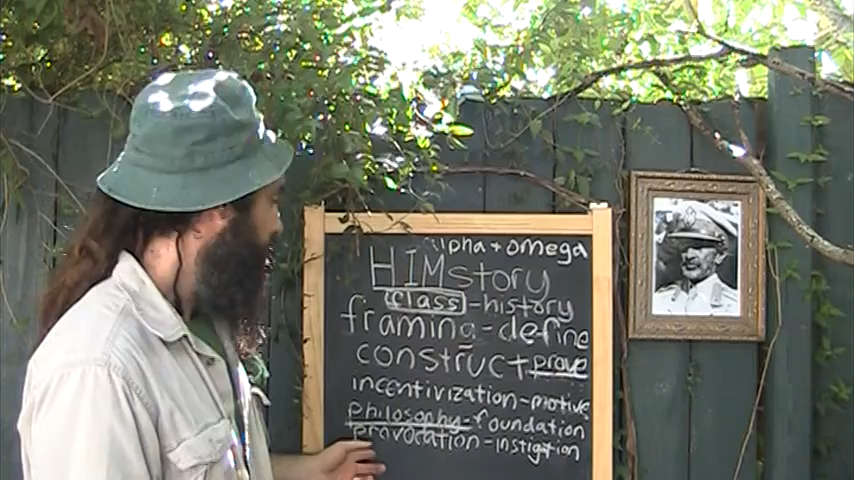 alpha + omega
HIMstory
class-history
framing-define
construct prove
incentivization-motive
philosophy-foundation
provocation-instigation